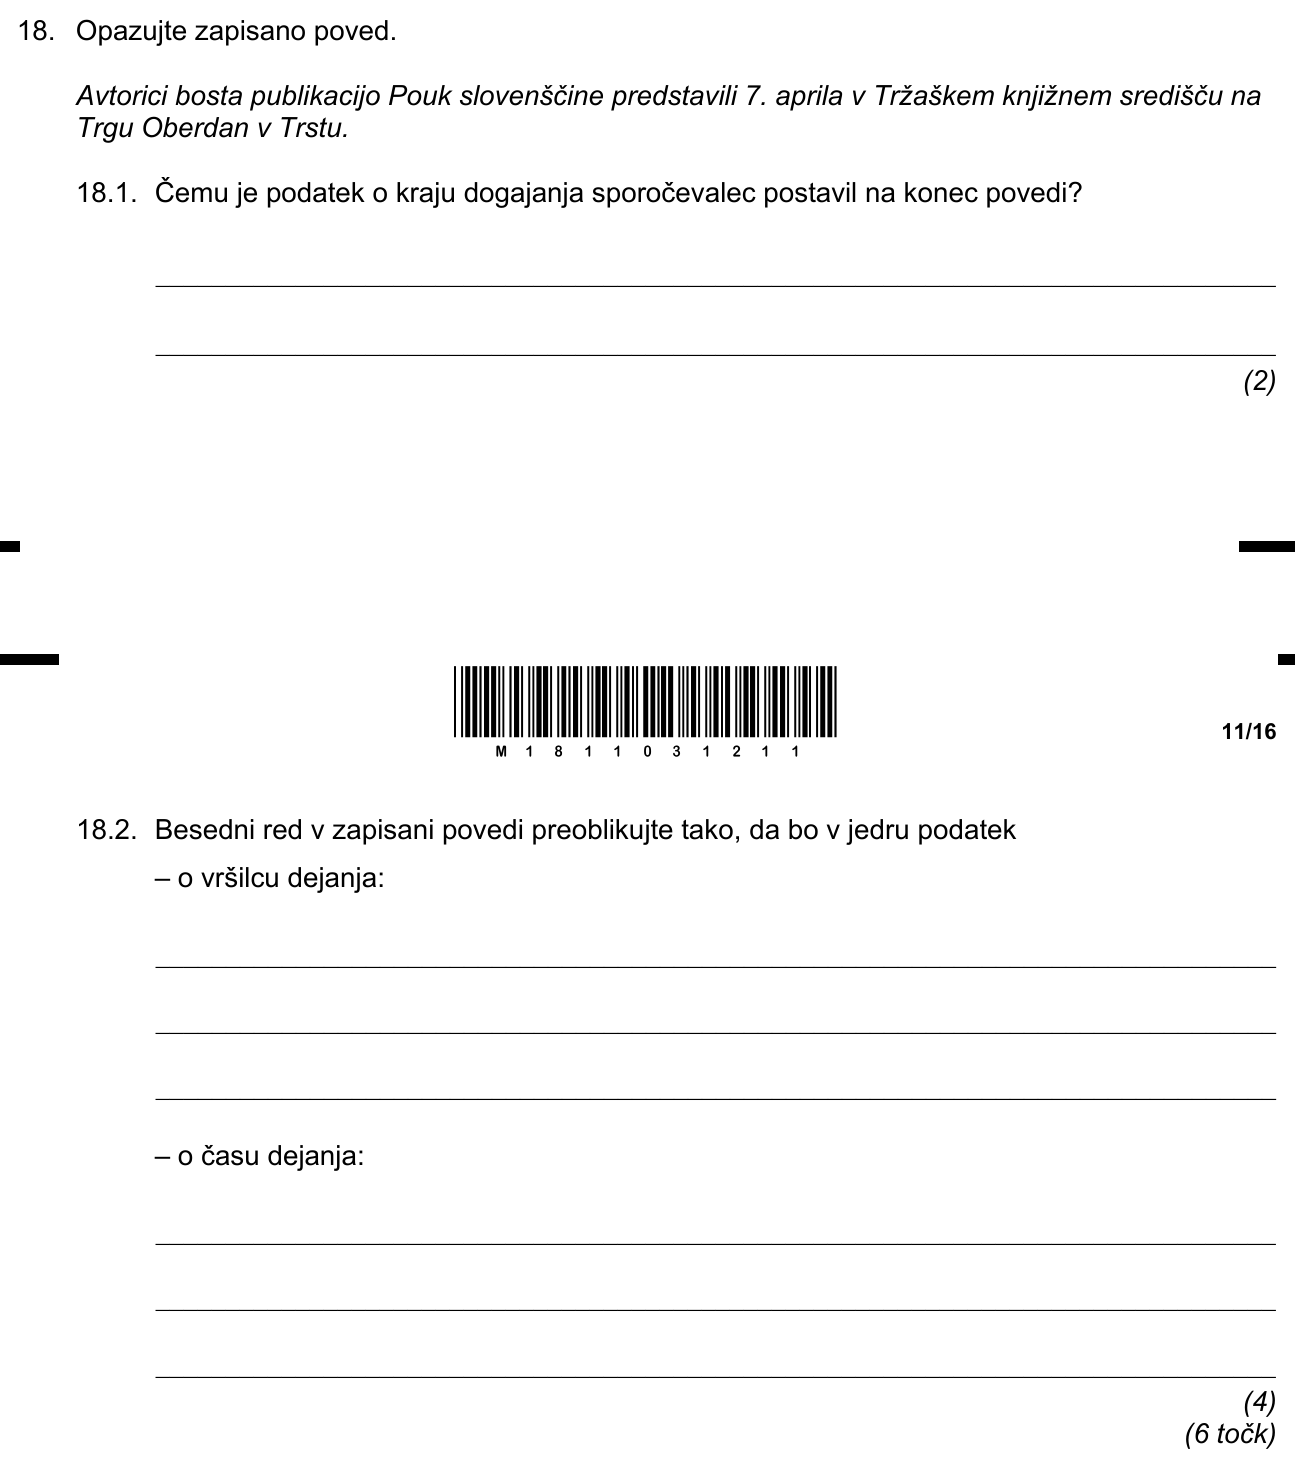 18. Opazujte zapisano poved.
Avtorici bosta publikacijo Pouk slovenščine predstavili 7. aprila v Tržaškem knjižnem središču na
Trgu Oberdan v Trstu.
18.1. Čemu je podatek o kraju dogajanja sporočevalec postavil na konec povedi?
(2)
M 1 8 1 1 0 3 1 2 1 1
11/16
18.2. Besedni red v zapisani povedi preoblikujte tako, da bo v jedru podatek
– o vršilcu dejanja:
– o času dejanja:
(4)
(6 točk)